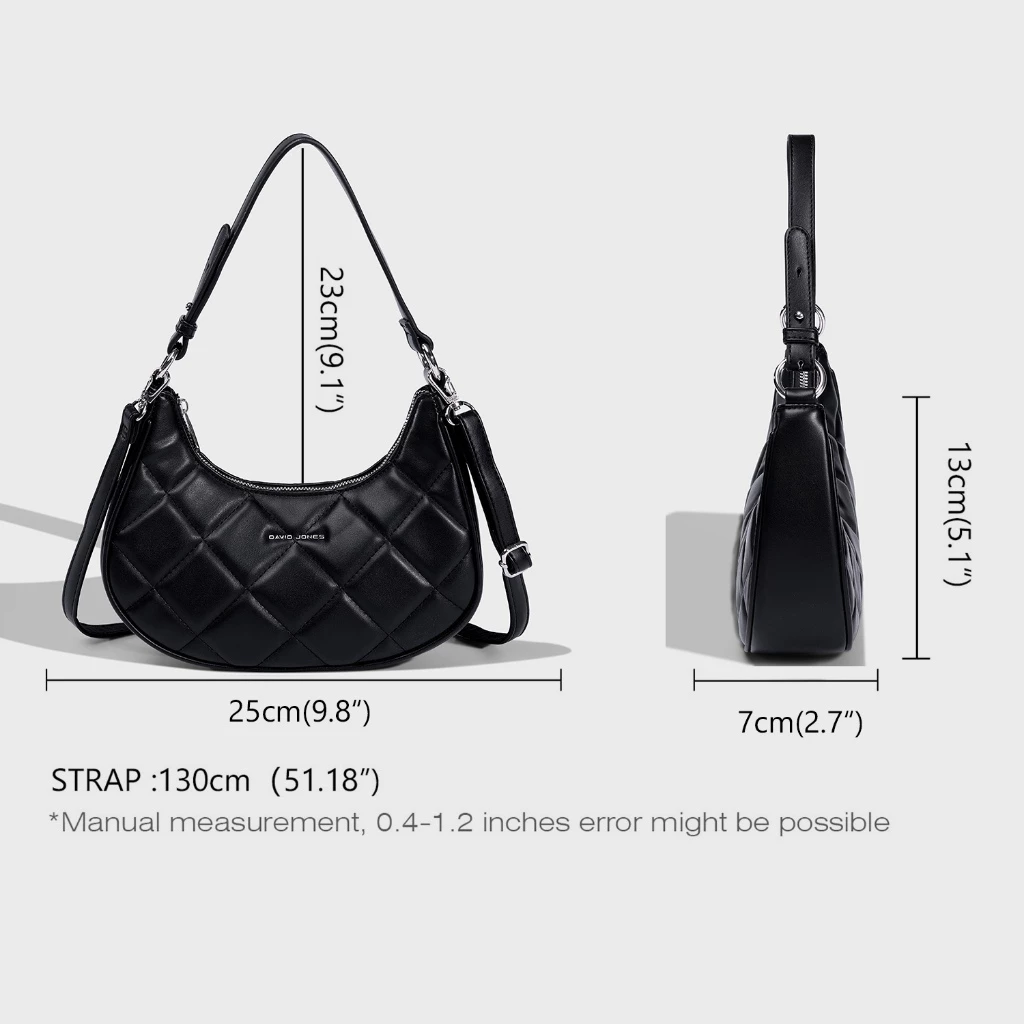 23cm(9.1″)
DAVID JONES
13cm(5.1″)
25cm(9.8″)
7cm(2.7″)
STRAP :130cm（51.18″)
*Manual measurement, 0.4-1.2 inches error might be possible